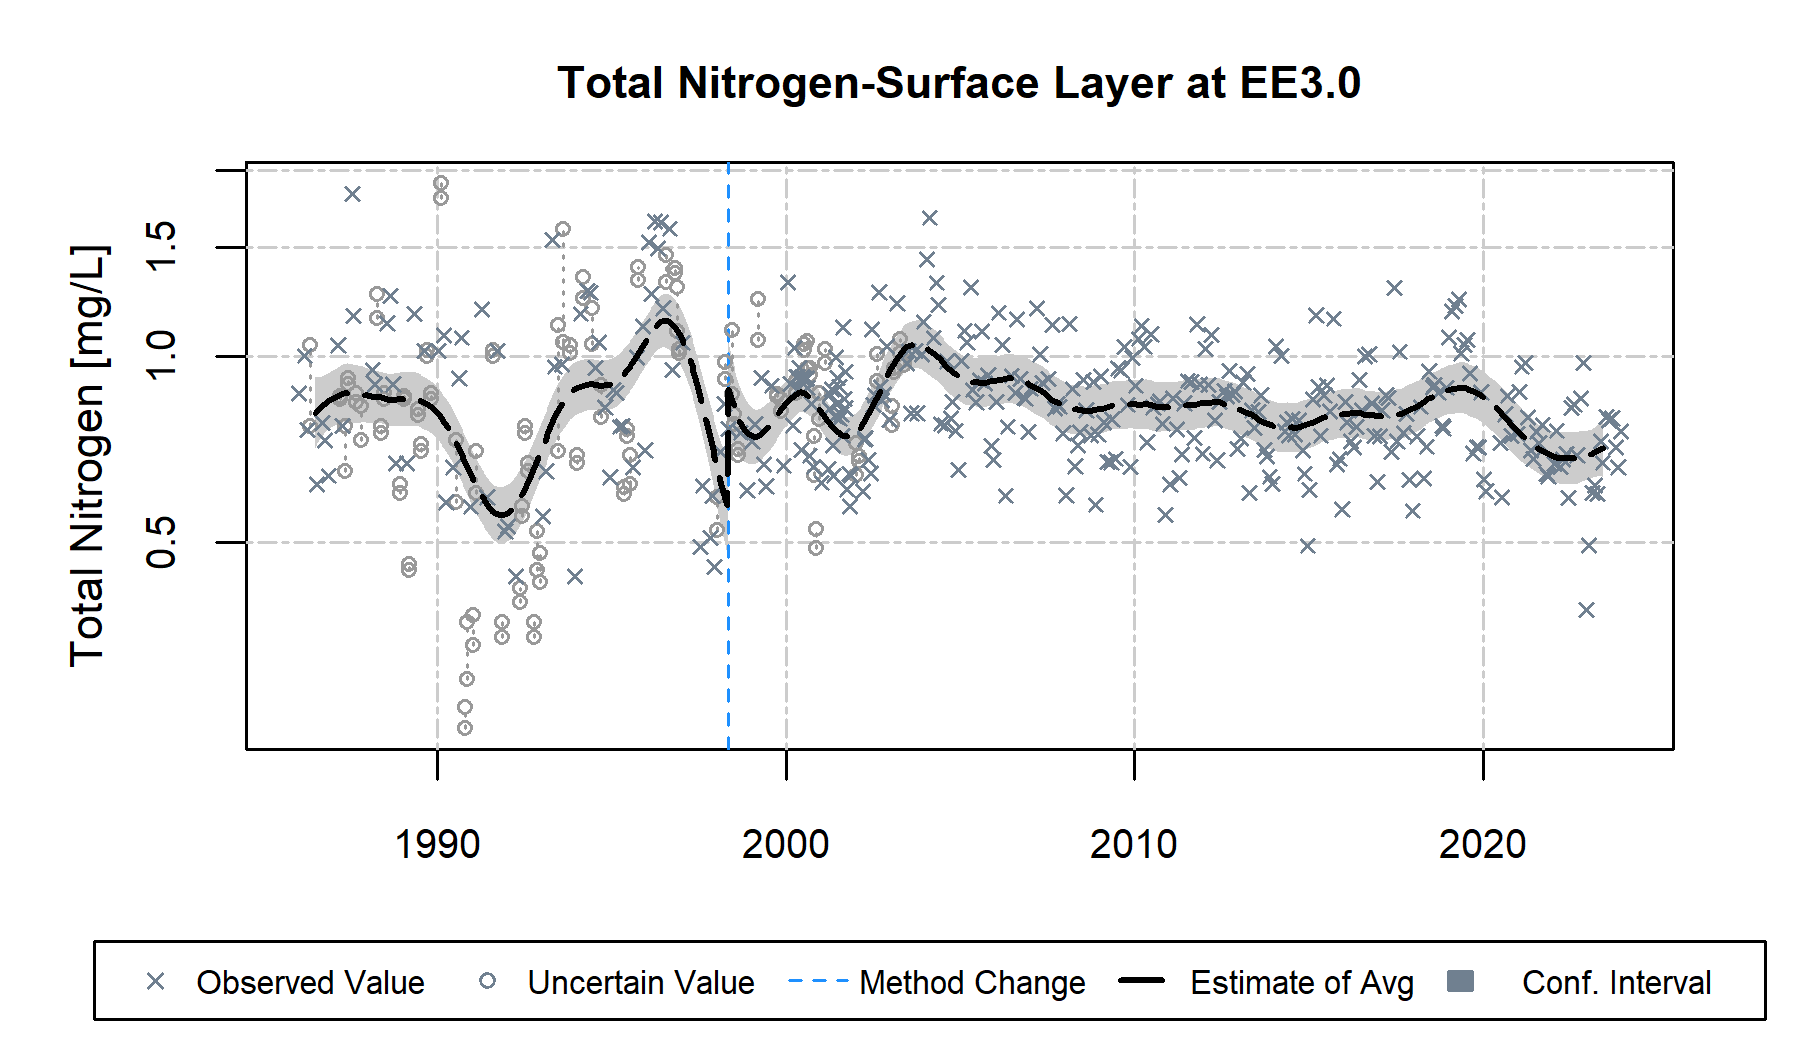 Total Nitrogen-Surface Layer at EE3.0
Total Nitrogen [mg/L]
1.5
1.0
0.5
1990 2000 2010 2020
Observed Value Uncertain Value Method Change Estimate of Avg Conf. Interval